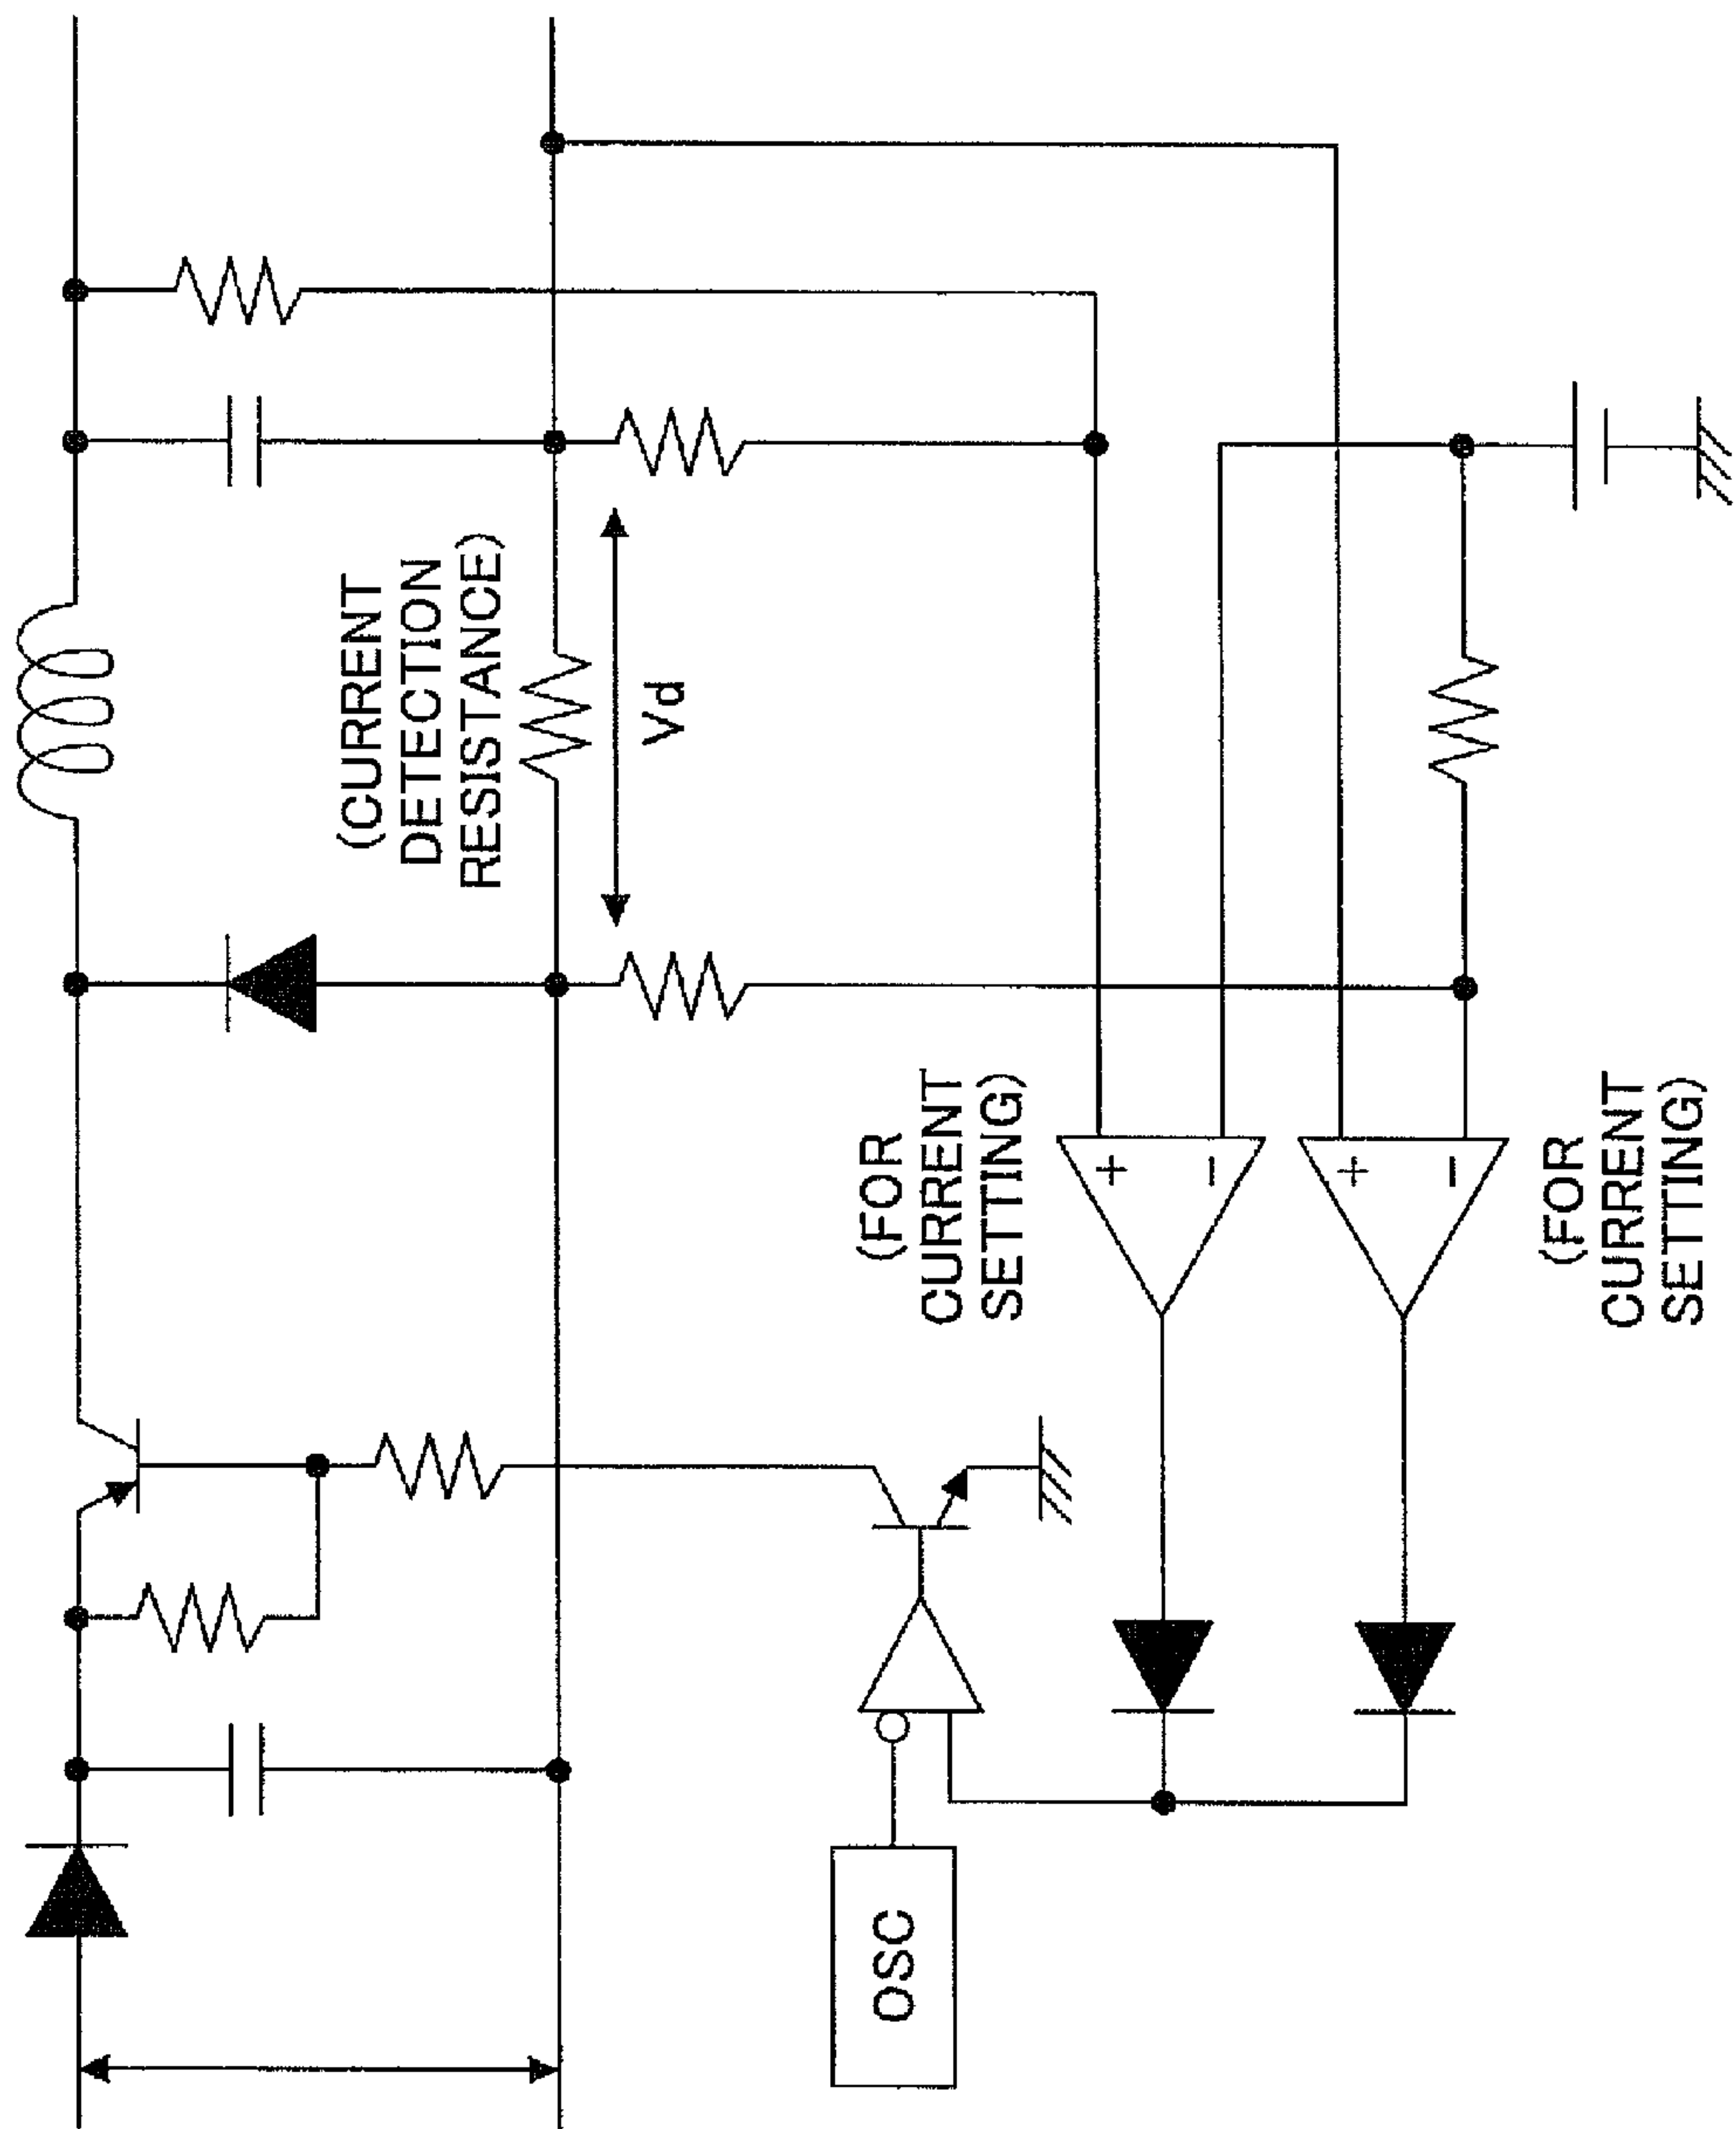 (CURRENT
DETECTION
RESISTANCE)
Vd
(FOR
CURRENT
SETTING)
+
−
+
−
(FOR
CURRENT
SETTING)
OSC